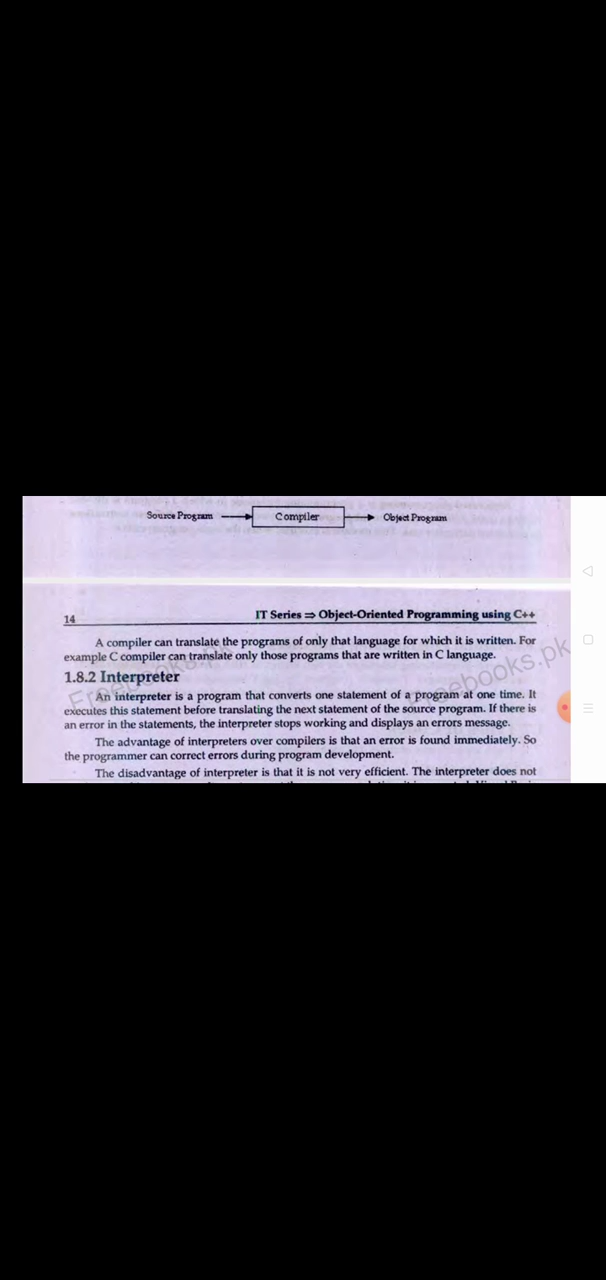 Source Program Compiler Object Program
14 IT Series ⇒ Object-Oriented Programming using C++
A compiler can translate the programs of only that language for which it is written. For
example C compiler can translate only those programs that are written in C language.
1.8.2 Interpreter
An interpreter is a program that converts one statement of a program at one time. It
executes this statement before translating the next statement of the source program. If there is
an error in the statements, the interpreter stops working and displays an errors message.
The advantage of interpreters over compilers is that an error is found immediately. So
the programmer can correct errors during program development.
The disadvantage of interpreter is that it is not very efficient. The interpreter does not